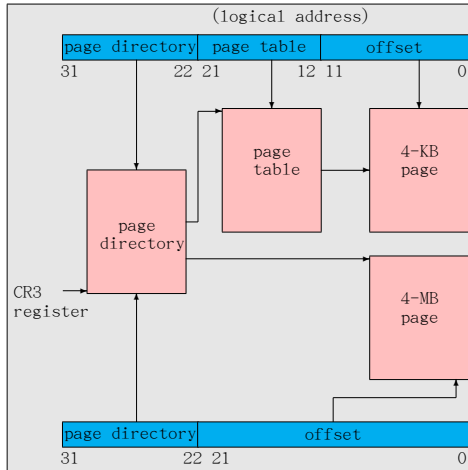 (logical address)
page directory page table offset
31 22 21 12 11 0
page
table
4-KB
page
page
directory
CR3
register
4-MB
page
page directory offset
31 22 21 0